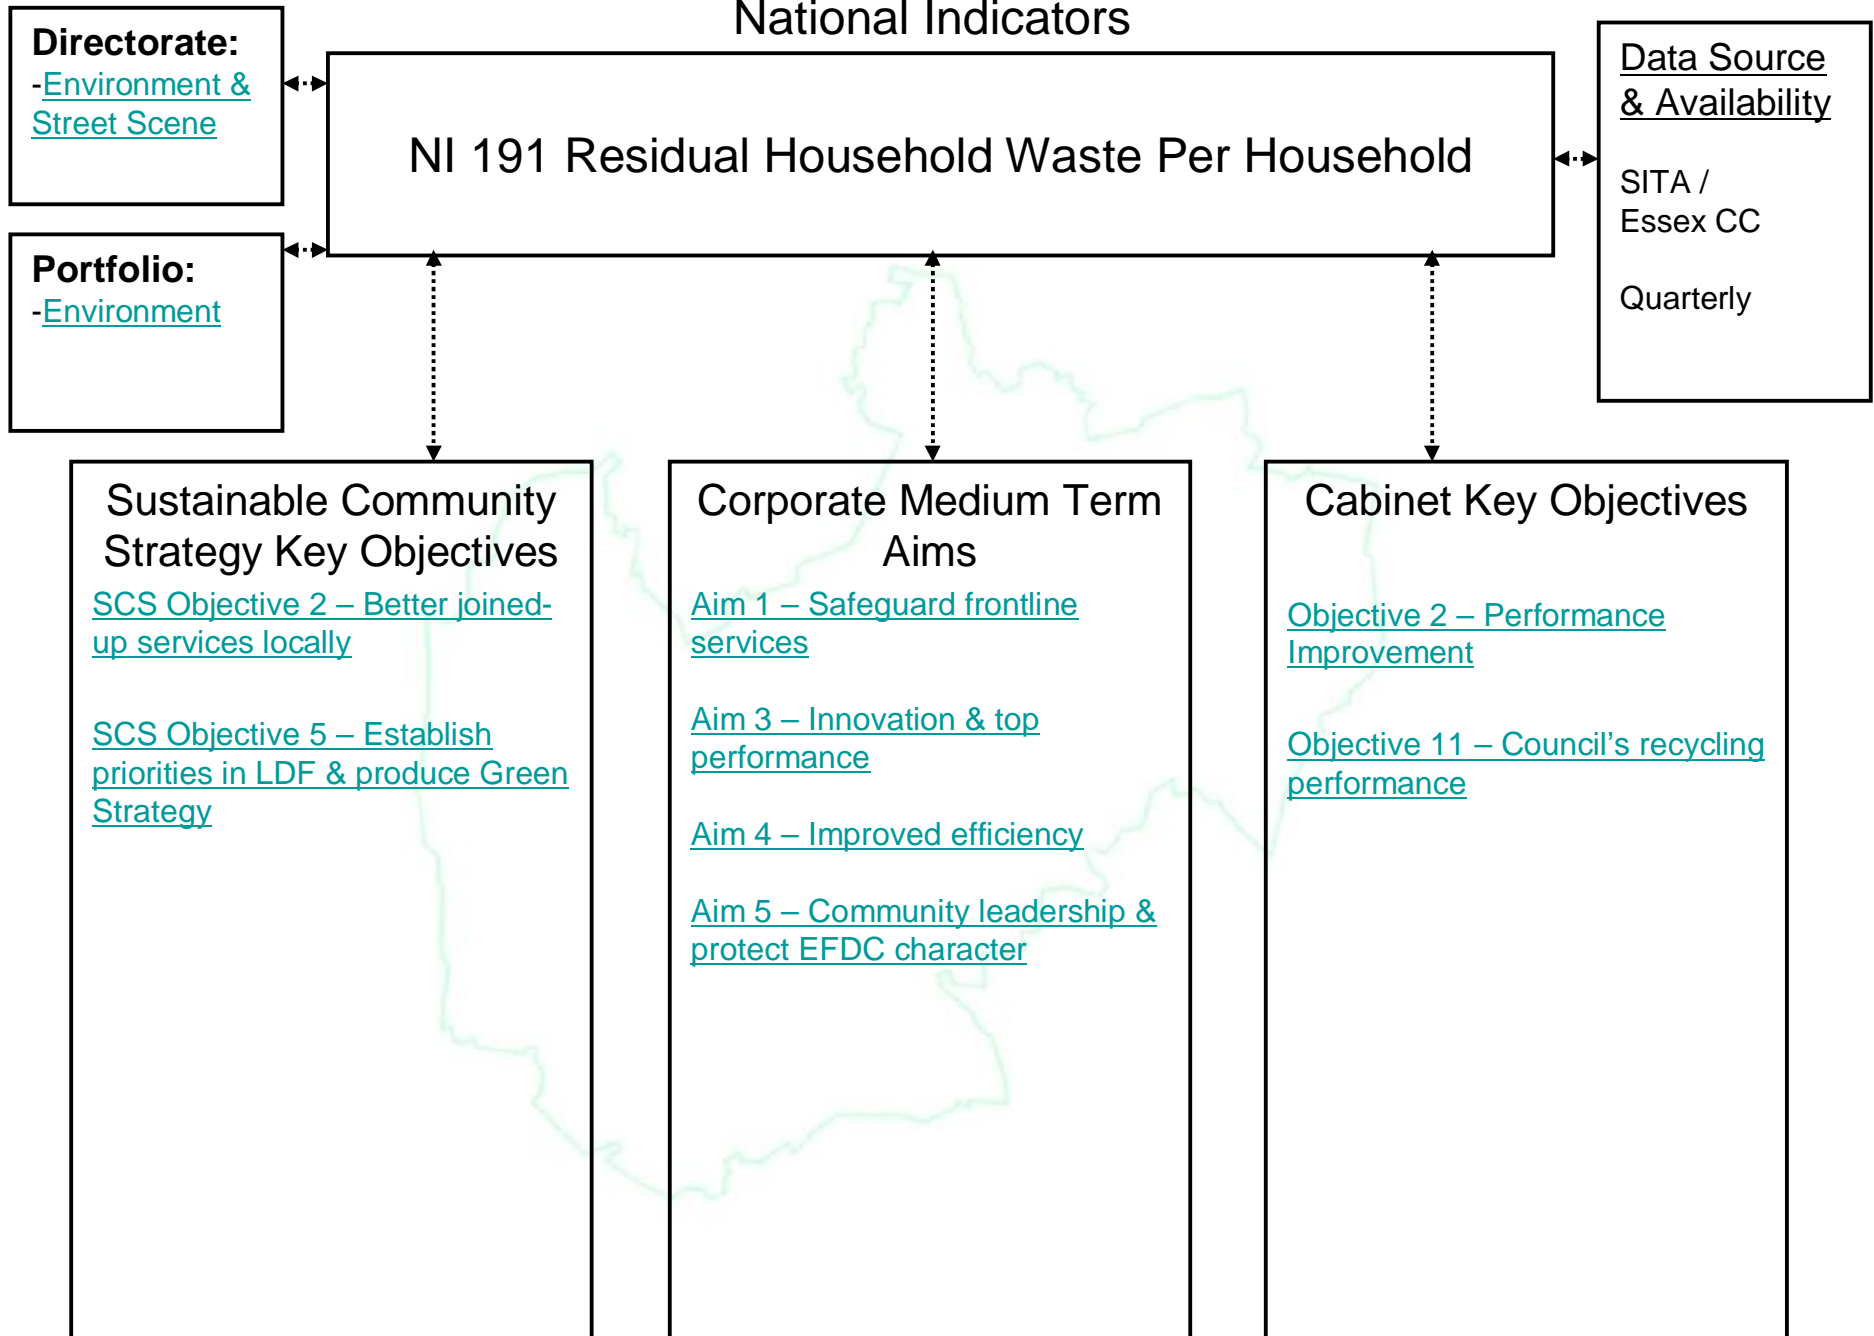 National Indicators
Directorate:
-Environment &
Street Scene
NI 191 Residual Household Waste Per Household
Data Source
& Availability
SITA /
Essex CC
Quarterly
Portfolio:
-Environment
Sustainable Community
Strategy Key Objectives
SCS Objective 2 – Better joined-
up services locally
SCS Objective 5 – Establish
priorities in LDF & produce Green
Strategy
Corporate Medium Term
Aims
Aim 1 – Safeguard frontline
services
Aim 3 – Innovation & top
performance
Aim 4 – Improved efficiency
Aim 5 – Community leadership &
protect EFDC character
Cabinet Key Objectives
Objective 2 – Performance
Improvement
Objective 11 – Council's recycling
performance